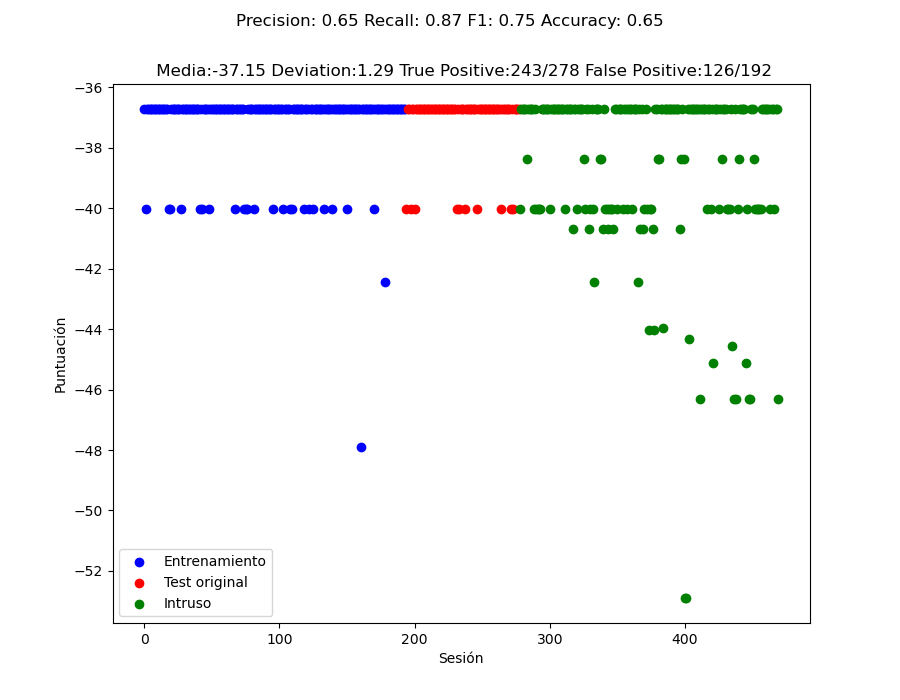 Precision: 0.65 Recall: 0.87 F1: 0.75 Accuracy: 0.65
Media:-37.15 Deviation:1.29 True Positive:243/278 False Positive:126/192
−36
−38
−40
−42
−44
−46
−48
−50
−52
Puntuación
Entrenamiento
Test original
Intruso
0 100 200 300 400
Sesión